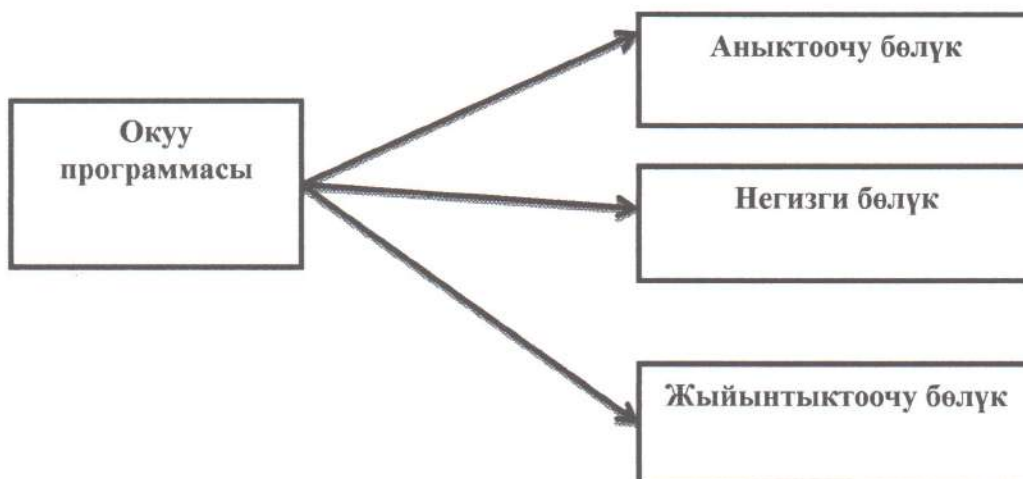 Окуу
программасы
Аныктоочу бөлүк
Негизги бөлүк
Жыйынтыктоочу бөлүк